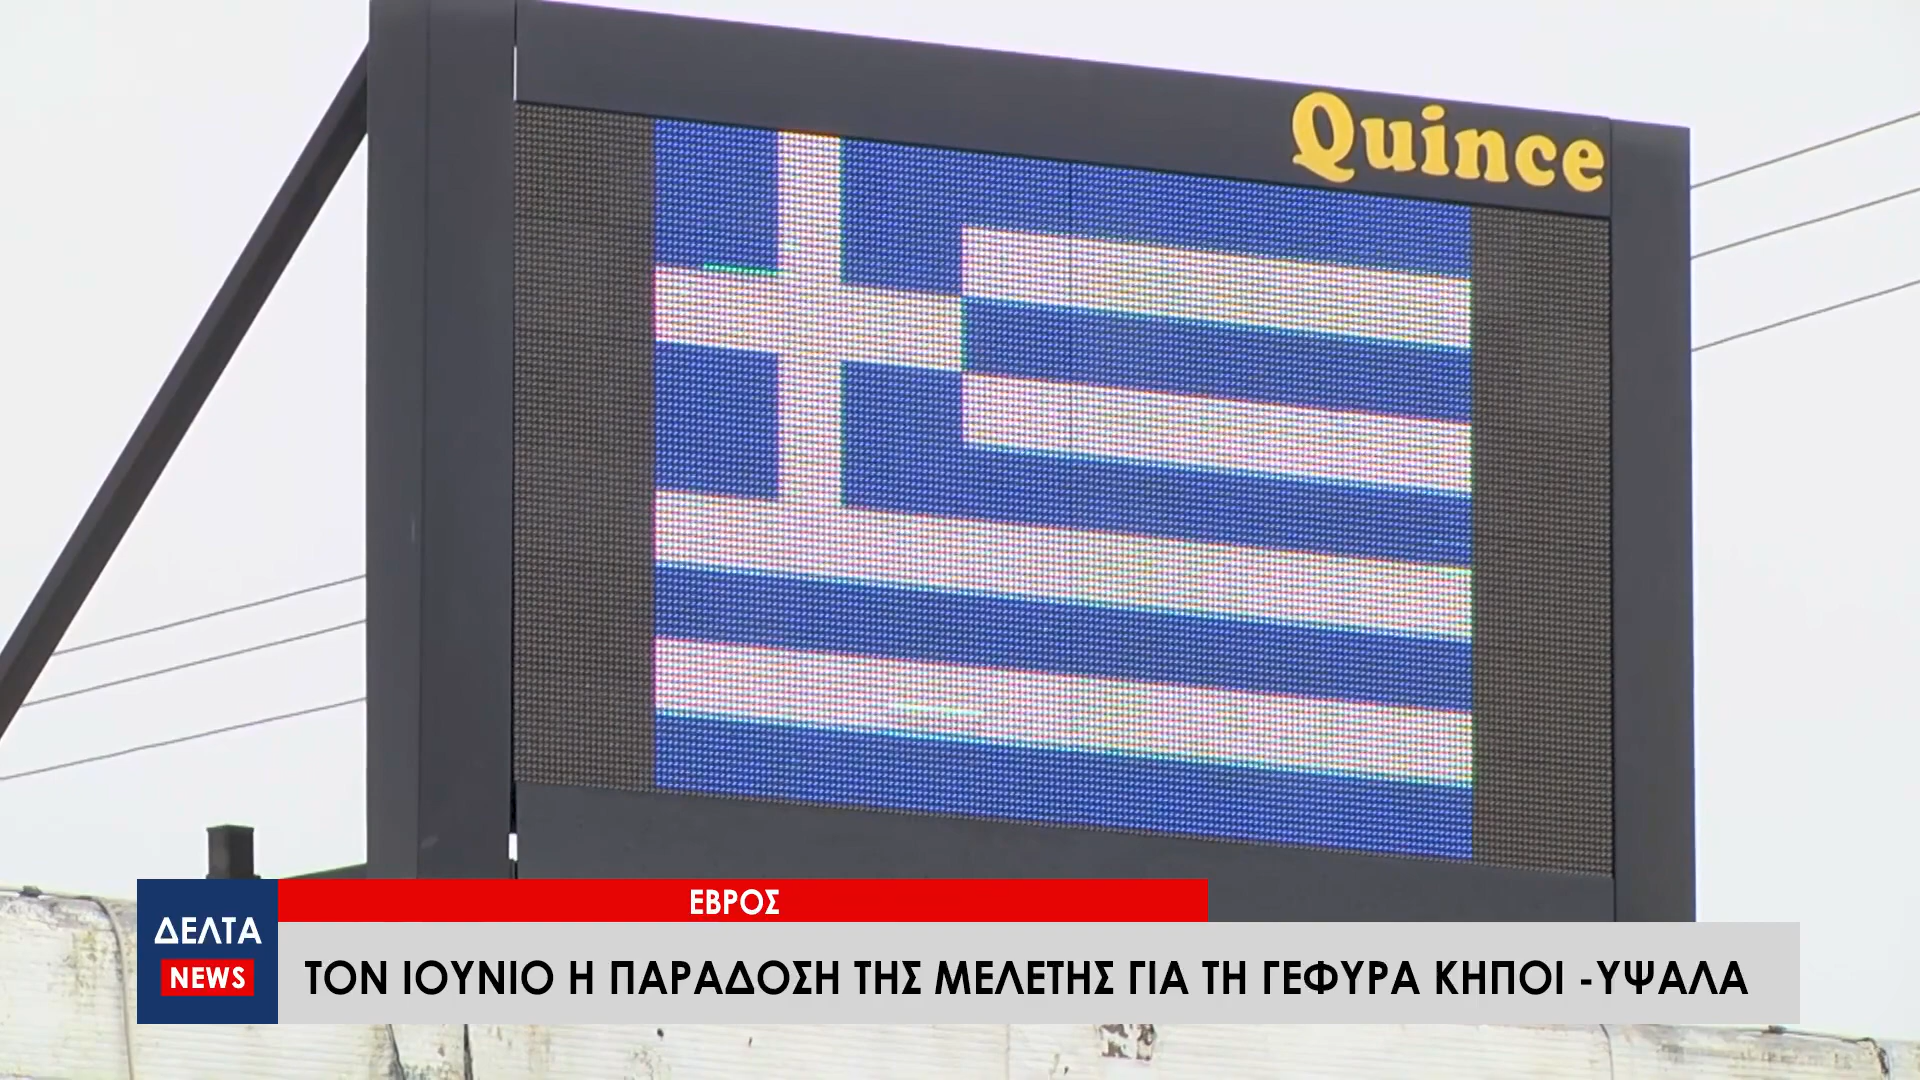 Quince
ΕΒΡΟΣ
ΔΕΛΤΑ
NEWS
ΤΟΝ ΙΟΥΝΙΟ Η ΠΑΡΑΔΟΣΗ ΤΗΣ ΜΕΛΕΤΗΣ ΓΙΑ ΤΗ ΓΕΦΥΡΑ ΚΗΠΟΙ -ΥΨΑΛΑ